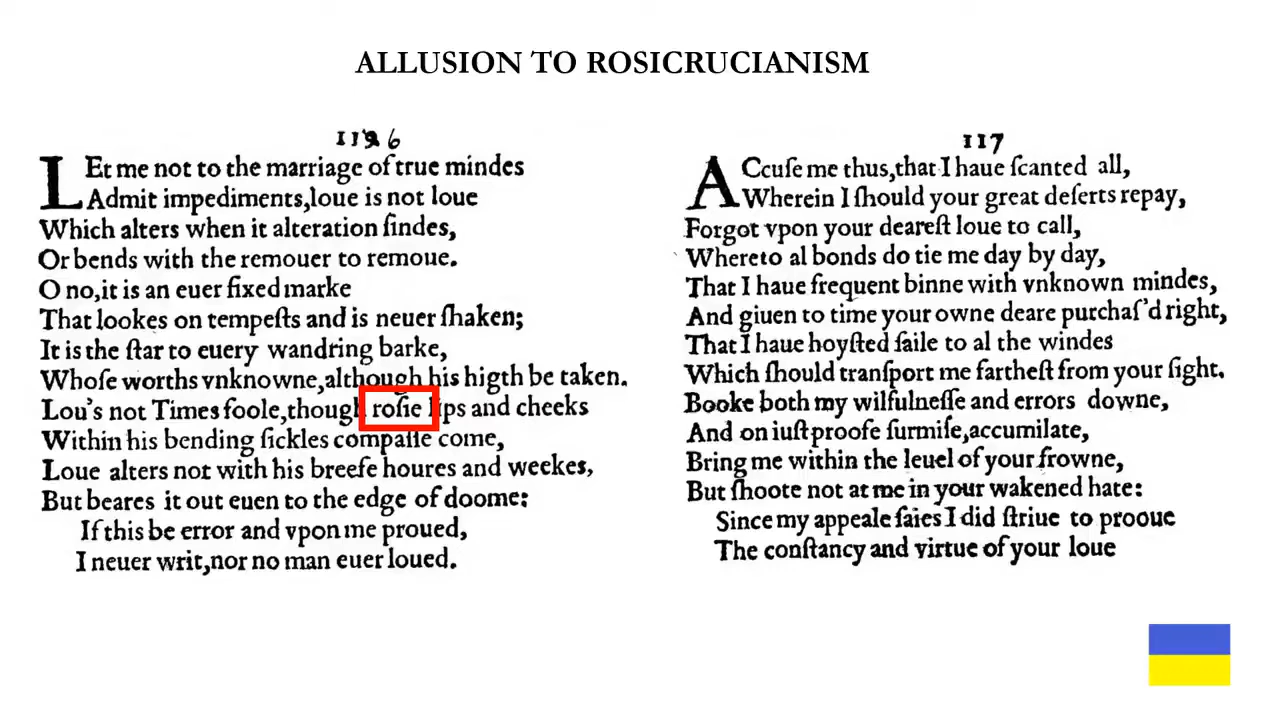 ALLUSION TO ROSICRUCIANISM
119 6
LEt me not to the marriage of true mindes
Admit impediments,loue is not loue
Which alters when it alteration findes,
Or bends with the remouer to remoue.
O no,it is an euer fixed marke
That lookes on tempeſts and is neuer ſhaken;
It is the ſtar to euery wandring barke,
Whoſe worths vnknowne,although his higth be taken.
Lou's not Times foole,though roſie lips and cheeks
Within his bending ſickles compaſſe come,
Loue alters not with his breefe houres and weekes,
But beares it out euen to the edge of doome:
If this be error and vpon me proued,
I neuer writ,nor no man euer loued.
117
ACcuſe me thus,that I haue ſcanted all,
Wherein I ſhould your great deſerts repay,
Forgot vpon your deareſt loue to call,
Whereto al bonds do tie me day by day,
That I haue frequent binne with vnknown mindes,
And giuen to time your owne deare purchaſ'd right,
That I haue hoyſted ſaile to al the windes
Which ſhould tranſport me fartheſt from your ſight.
Booke both my wilfulneſſe and errors downe,
And on iuſt proofe ſurmiſe,accumilate,
Bring me within the leuel of your frowne,
But ſhoote not at me in your wakened hate:
Since my appeale ſaies I did ſtriue to prooue
The conſtancy and virtue of your loue